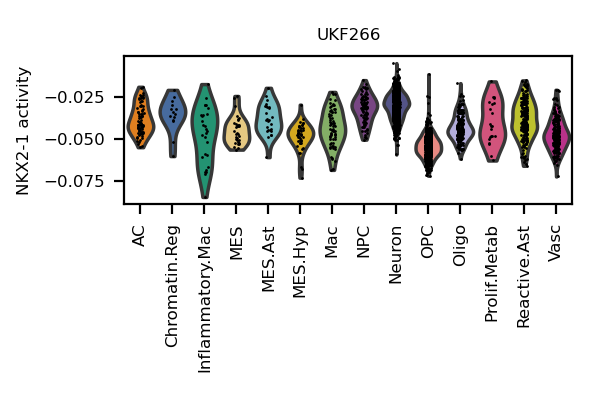 UKF266
NKX2-1 activity
−0.025
−0.050
−0.075
AC
Chromatin.Reg
Inflammatory.Mac
MES
MES.Ast
MES.Hyp
Mac
NPC
Neuron
OPC
Oligo
Prolif.Metab
Reactive.Ast
Vasc